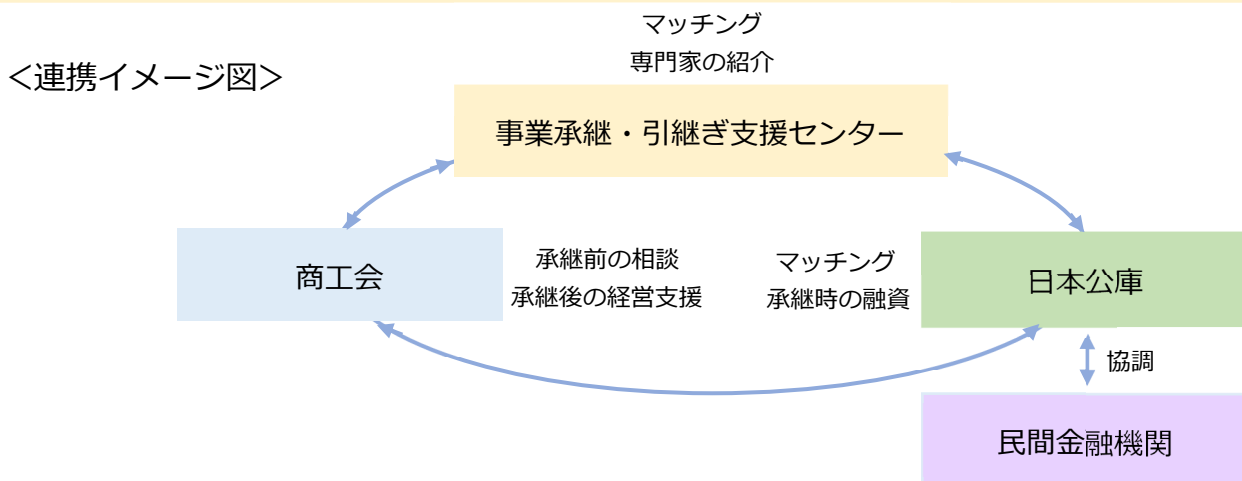 マッチング
専門家の紹介
＜連携イメージ図＞
事業承継・引継ぎ支援センター
商工会
承継前の相談
承継後の経営支援
マッチング
承継時の融資
日本公庫
協調
民間金融機関